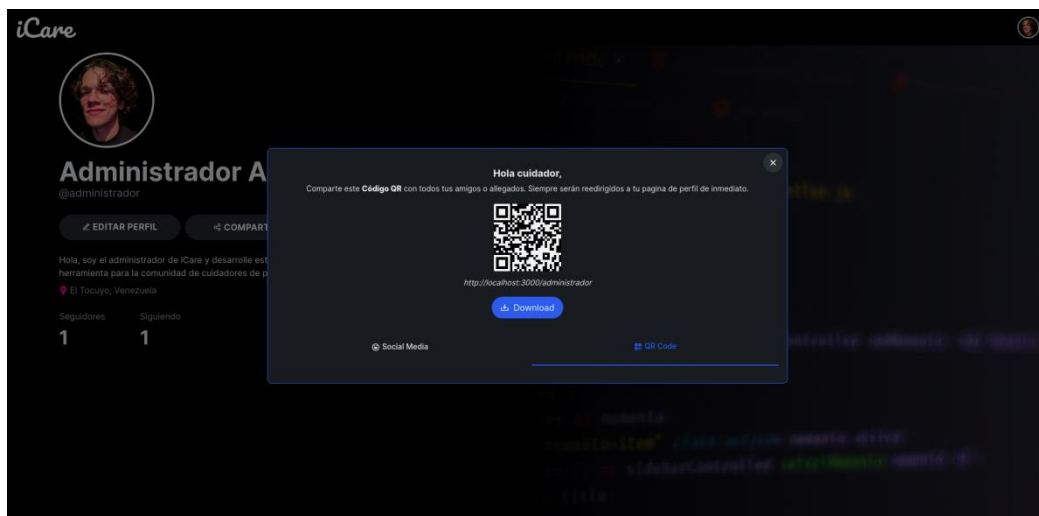 iCare
Administrador A
@administrador
EDITAR PERFIL
COMPART
Hola, soy el administrador de iCare y desarrolle est
herramienta para la comunidad de cuidadores de p
El Tocuyo, Venezuela
Seguidores
Siguiendo
1
1
Hola cuidador,
Comparte este Código QR con todos tus amigos o allegados. Siempre serán reedirigidos a tu pagina de perfil de inmediato.
http://localhost:3000/administrador
Download
Social Media
QR Code